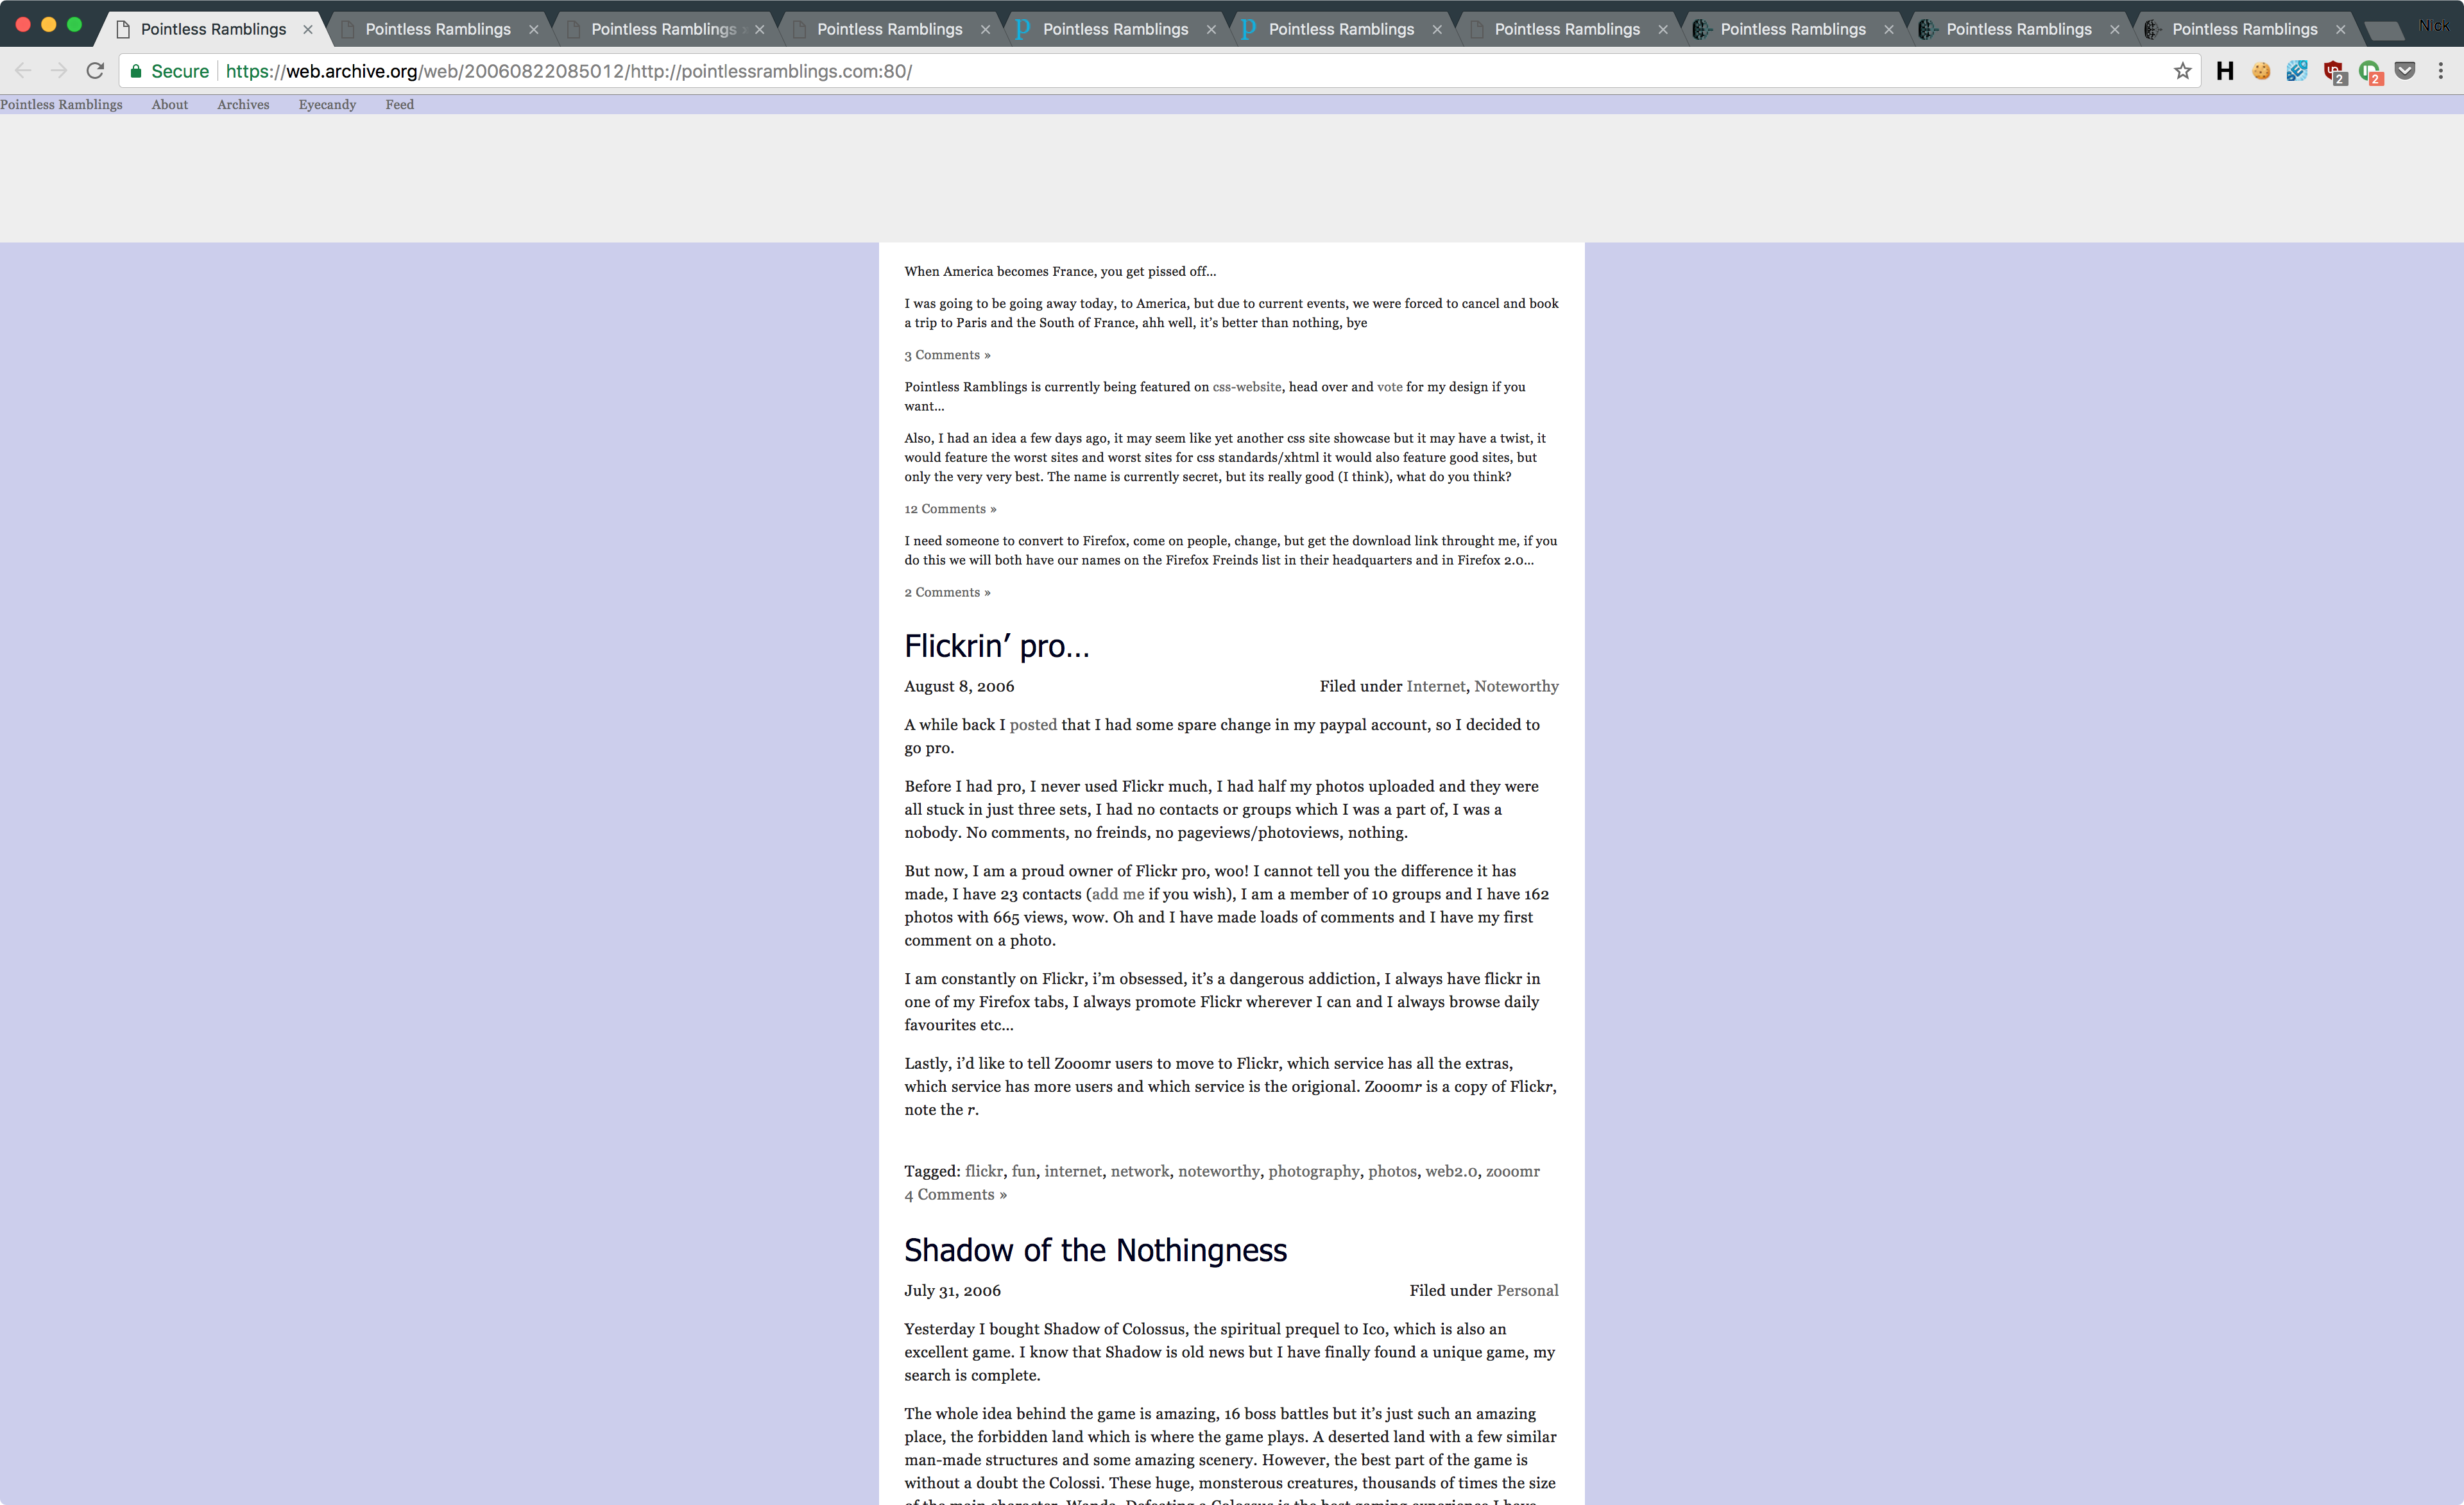 Pointless Ramblings Pointless Ramblings Pointless Ramblings Pointless Ramblings Pointless Ramblings Pointless Ramblings Pointless Ramblings Pointless Ramblings Pointless Ramblings Pointless Ramblings Nick
Secure https://web.archive.org/web/20060822085012/http://pointlessramblings.com:80/ H 2 2
Pointless Ramblings About Archives Eyecandy Feed
When America becomes France, you get pissed off...
I was going to be going away today, to America, but due to current events, we were forced to cancel and book
a trip to Paris and the South of France, ahh well, it's better than nothing, bye
3 Comments »
Pointless Ramblings is currently being featured on css-website, head over and vote for my design if you
want...
Also, I had an idea a few days ago, it may seem like yet another css site showcase but it may have a twist, it
would feature the worst sites and worst sites for css standards/xhtml it would also feature good sites, but
only the very very best. The name is currently secret, but its really good (I think), what do you think?
12 Comments »
I need someone to convert to Firefox, come on people, change, but get the download link throught me, if you
do this we will both have our names on the Firefox Freinds list in their headquarters and in Firefox 2.0...
2 Comments »
Flickrin' pro...
August 8, 2006 Filed under Internet, Noteworthy
A while back I posted that I had some spare change in my paypal account, so I decided to
go pro.
Before I had pro, I never used Flickr much, I had half my photos uploaded and they were
all stuck in just three sets, I had no contacts or groups which I was a part of, I was a
nobody. No comments, no freinds, no pageviews/photoviews, nothing.
But now, I am a proud owner of Flickr pro, woo! I cannot tell you the difference it has
made, I have 23 contacts (add me if you wish), I am a member of 10 groups and I have 162
photos with 665 views, wow. Oh and I have made loads of comments and I have my first
comment on a photo.
I am constantly on Flickr, i'm obsessed, it's a dangerous addiction, I always have flickr in
one of my Firefox tabs, I always promote Flickr wherever I can and I always browse daily
favourites etc...
Lastly, i'd like to tell Zooomr users to move to Flickr, which service has all the extras,
which service has more users and which service is the origional. Zooomr is a copy of Flickr,
note the r.
Tagged: flickr, fun, internet, network, noteworthy, photography, photos, web2.0, zooomr
4 Comments »
Shadow of the Nothingness
July 31, 2006 Filed under Personal
Yesterday I bought Shadow of Colossus, the spiritual prequel to Ico, which is also an
excellent game. I know that Shadow is old news but I have finally found a unique game, my
search is complete.
The whole idea behind the game is amazing, 16 boss battles but it's just such an amazing
place, the forbidden land which is where the game plays. A deserted land with a few similar
man-made structures and some amazing scenery. However, the best part of the game is
without a doubt the Colossi. These huge, monsterous creatures, thousands of times the size